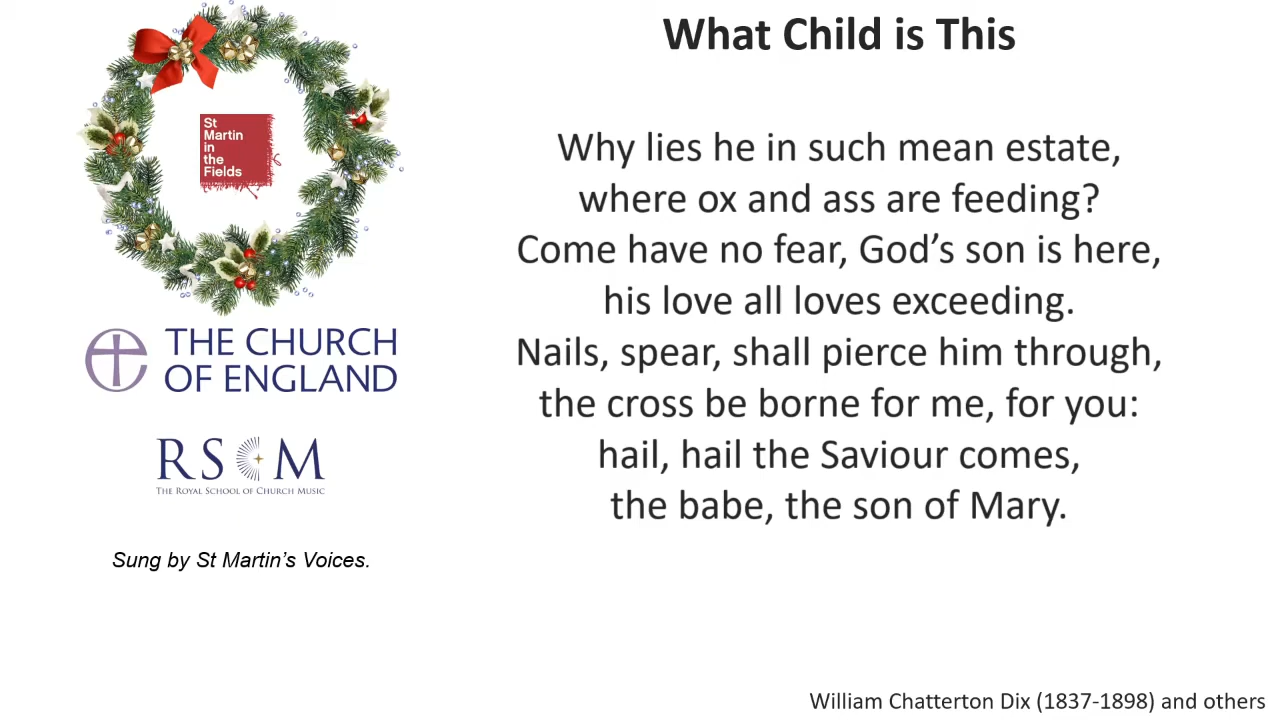 What Child is This
St
Martin
in
the
Fields
THE CHURCH
OF ENGLAND
RSCM
THE ROYAL SCHOOL OF CHURCH MUSIC
Sung by St Martin’s Voices.
Why lies he in such mean estate,
where ox and ass are feeding?
Come have no fear, God’s son is here,
his love all loves exceeding.
Nails, spear, shall pierce him through,
the cross be borne for me, for you:
hail, hail the Saviour comes,
the babe, the son of Mary.
William Chatterton Dix (1837-1898) and others